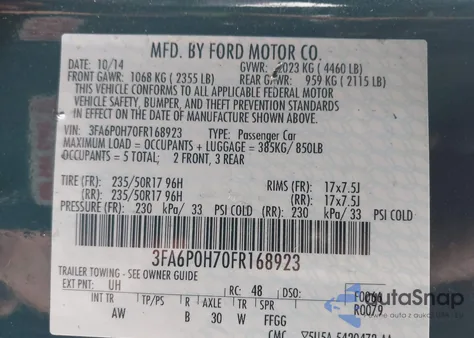 MFD. BY FORD MOTOR CO.
DATE: 10/14 GVWR: 2023 KG ( 4460 LB)
FRONT GAWR: 1068 KG ( 2355 LB) REAR GAWR: 959 KG ( 2115 LB)
THIS VEHICLE CONFORMS TO ALL APPLICABLE FEDERAL MOTOR
VEHICLE SAFETY, BUMPER, AND THEFT PREVENTION STANDARDS
IN EFFECT ON THE DATE OF MANUFACTURE SHOWN ABOVE.
VIN: 3FA6P0H70FR168923 TYPE: Passenger Car
MAXIMUM LOAD = OCCUPANTS + LUGGAGE = 385KG/ 850LB
OCCUPANTS = 5 TOTAL; 2 FRONT, 3 REAR
TIRE (FR): 235/50R17 96H RIMS (FR): 17x7.5J
(RR): 235/50R17 96H (RR): 17x7.5J
PRESSURE (FR): 230 kPa/ 33 PSI COLD (RR): 230 kPa/ 33 PSI COLD
3FA6P0H70FR168923
TRAILER TOWING - SEE OWNER GUIDE
EXT PNT: UH RC: 48 DSO: F0061
INT TR TP/PS R AXLE TR SPR R0079
AW B 30 W FFGG
AutoSnap